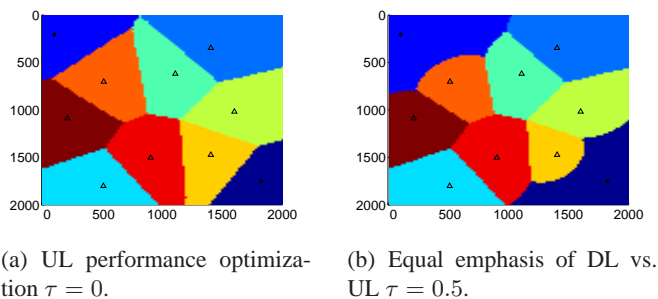 0
500
1000
1500
2000
0 500 1000 1500 2000
0
500
1000
1500
2000
0 500 1000 1500 2000
(a) UL performance optimiza-
tion τ = 0.
(b) Equal emphasis of DL vs.
UL τ = 0.5.